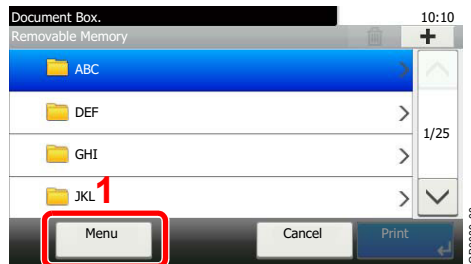 Document Box.
10:10
Removable Memory
ABC
DEF
1/25
GHI
JKL
1
Menu
Cancel
Print